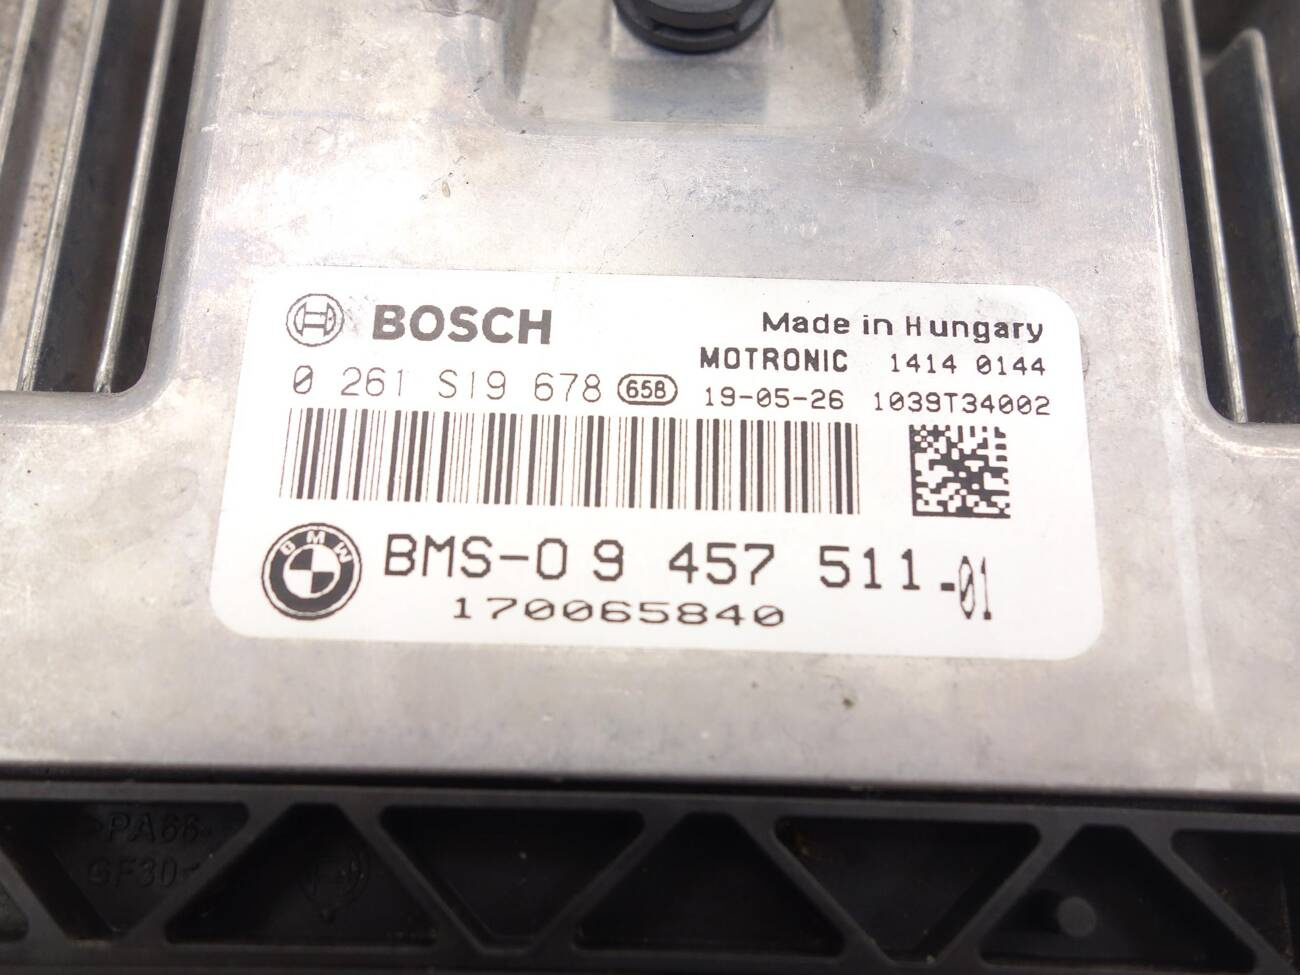 BOSCH
Made in Hungary
MOTRONIC 1414 0144
0 261 S19 678 658 19-05-26 1039T34002
BMW
BMS-O 9 457 511-01
170065840
PA66
GF30